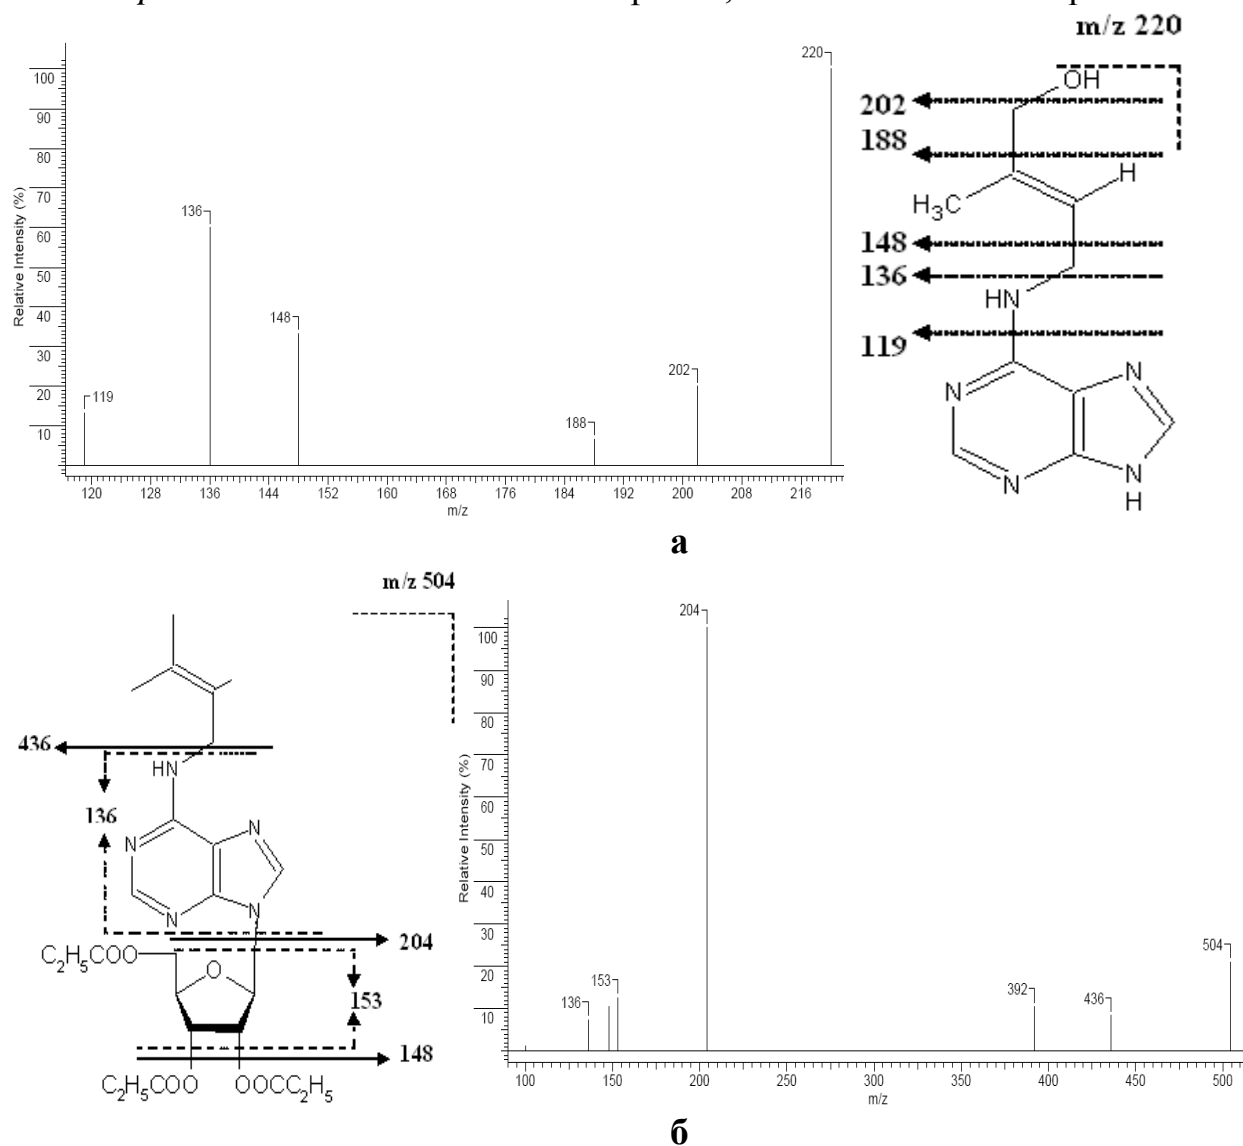 m/z 220
220
100
90
80
70
60
50
40
30
20
10
Relative Intensity (%)
136
148
119
188
202
120 128 136 144 152 160 168 176 184 192 200 208 216
m/z
OH
202
188
H
H₃C
148
136
HN
119
N
N
N
N
H
а
m/z 504
436
HN
136
N
N
N
N
204
C₂H₅COO
O
153
148
C₂H₅COO OOCC₂H₅
204
100
90
80
70
60
50
40
30
20
10
Relative Intensity (%)
504
153
136
392
436
100 150 200 250 300 350 400 450 500
m/z
б